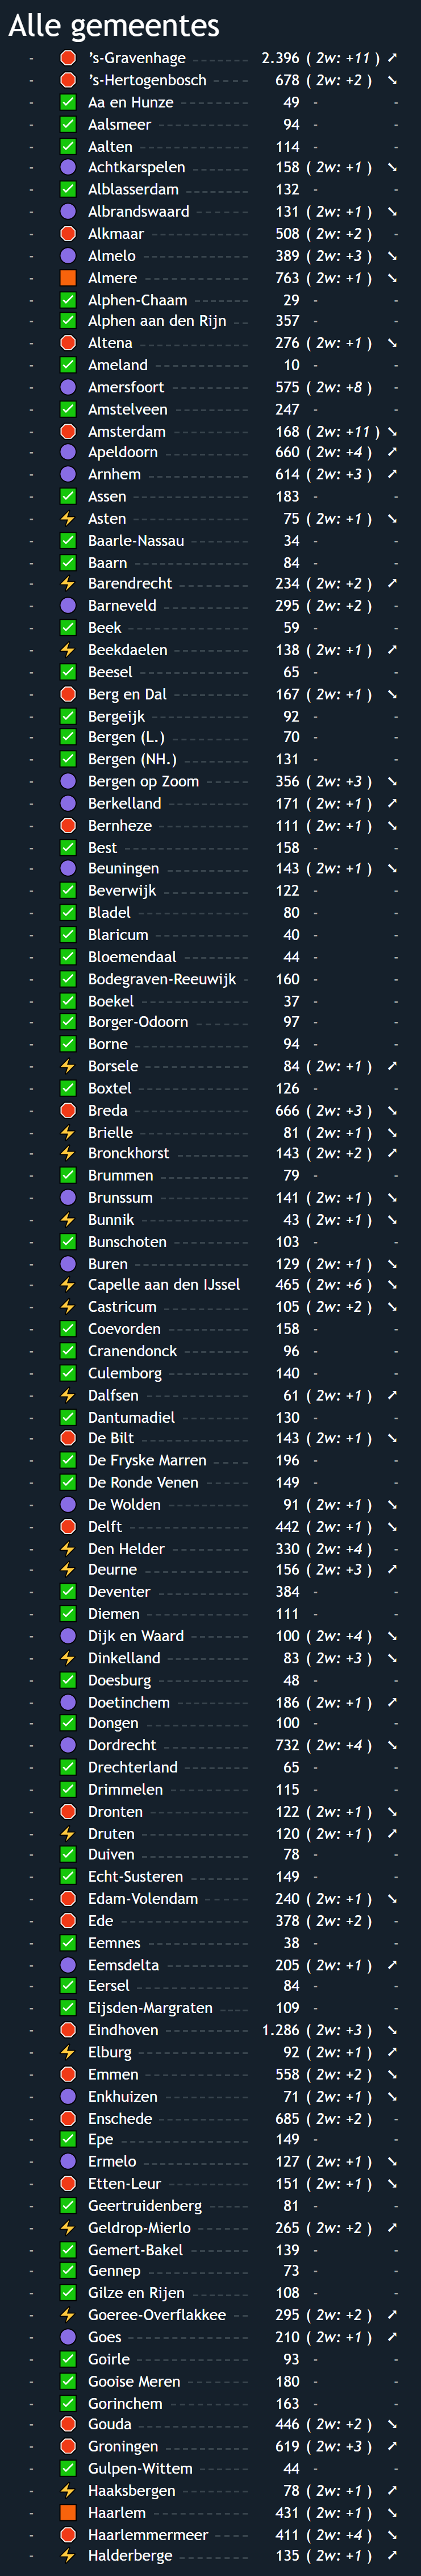 Alle gemeentes
- 's-Gravenhage 2.396 ( 2w: +11 ) ➚
- 's-Hertogenbosch 678 ( 2w: +2 ) ➘
- Aa en Hunze 49 - -
- Aalsmeer 94 - -
- Aalten 114 - -
- Achtkarspelen 158 ( 2w: +1 ) ➘
- Alblasserdam 132 - -
- Albrandswaard 131 ( 2w: +1 ) ➘
- Alkmaar 508 ( 2w: +2 ) -
- Almelo 389 ( 2w: +3 ) ➘
- Almere 763 ( 2w: +1 ) ➘
- Alphen-Chaam 29 - -
- Alphen aan den Rijn 357 - -
- Altena 276 ( 2w: +1 ) ➘
- Ameland 10 - -
- Amersfoort 575 ( 2w: +8 ) -
- Amstelveen 247 - -
- Amsterdam 168 ( 2w: +11 ) ➘
- Apeldoorn 660 ( 2w: +4 ) ➚
- Arnhem 614 ( 2w: +3 ) ➚
- Assen 183 - -
- Asten 75 ( 2w: +1 ) ➘
- Baarle-Nassau 34 - -
- Baarn 84 - -
- Barendrecht 234 ( 2w: +2 ) ➚
- Barneveld 295 ( 2w: +2 ) -
- Beek 59 - -
- Beekdaelen 138 ( 2w: +1 ) ➚
- Beesel 65 - -
- Berg en Dal 167 ( 2w: +1 ) ➘
- Bergeijk 92 - -
- Bergen (L.) 70 - -
- Bergen (NH.) 131 - -
- Bergen op Zoom 356 ( 2w: +3 ) ➘
- Berkelland 171 ( 2w: +1 ) ➚
- Bernheze 111 ( 2w: +1 ) ➘
- Best 158 - -
- Beuningen 143 ( 2w: +1 ) ➘
- Beverwijk 122 - -
- Bladel 80 - -
- Blaricum 40 - -
- Bloemendaal 44 - -
- Bodegraven-Reeuwijk 160 - -
- Boekel 37 - -
- Borger-Odoorn 97 - -
- Borne 94 - -
- Borsele 84 ( 2w: +1 ) ➚
- Boxtel 126 - -
- Breda 666 ( 2w: +3 ) ➘
- Brielle 81 ( 2w: +1 ) ➘
- Bronckhorst 143 ( 2w: +2 ) ➚
- Brummen 79 - -
- Brunssum 141 ( 2w: +1 ) ➘
- Bunnik 43 ( 2w: +1 ) ➘
- Bunschoten 103 - -
- Buren 129 ( 2w: +1 ) ➘
- Capelle aan den IJssel 465 ( 2w: +6 ) ➘
- Castricum 105 ( 2w: +2 ) ➘
- Coevorden 158 - -
- Cranendonck 96 - -
- Culemborg 140 - -
- Dalfsen 61 ( 2w: +1 ) ➚
- Dantumadiel 130 - -
- De Bilt 143 ( 2w: +1 ) ➘
- De Fryske Marren 196 - -
- De Ronde Venen 149 - -
- De Wolden 91 ( 2w: +1 ) ➘
- Delft 442 ( 2w: +1 ) ➘
- Den Helder 330 ( 2w: +4 ) -
- Deurne 156 ( 2w: +3 ) ➚
- Deventer 384 - -
- Diemen 111 - -
- Dijk en Waard 100 ( 2w: +4 ) ➘
- Dinkelland 83 ( 2w: +3 ) ➘
- Doesburg 48 - -
- Doetinchem 186 ( 2w: +1 ) ➚
- Dongen 100 - -
- Dordrecht 732 ( 2w: +4 ) ➘
- Drechterland 65 - -
- Drimmelen 115 - -
- Dronten 122 ( 2w: +1 ) ➘
- Druten 120 ( 2w: +1 ) ➚
- Duiven 78 - -
- Echt-Susteren 149 - -
- Edam-Volendam 240 ( 2w: +1 ) ➘
- Ede 378 ( 2w: +2 ) -
- Eemnes 38 - -
- Eemsdelta 205 ( 2w: +1 ) ➚
- Eersel 84 - -
- Eijsden-Margraten 109 - -
- Eindhoven 1.286 ( 2w: +3 ) ➘
- Elburg 92 ( 2w: +1 ) ➚
- Emmen 558 ( 2w: +2 ) ➘
- Enkhuizen 71 ( 2w: +1 ) ➘
- Enschede 685 ( 2w: +2 ) -
- Epe 149 - -
- Ermelo 127 ( 2w: +1 ) ➘
- Etten-Leur 151 ( 2w: +1 ) ➘
- Geertruidenberg 81 - -
- Geldrop-Mierlo 265 ( 2w: +2 ) ➚
- Gemert-Bakel 139 - -
- Gennep 73 - -
- Gilze en Rijen 108 - -
- Goeree-Overflakkee 295 ( 2w: +2 ) ➚
- Goes 210 ( 2w: +1 ) ➚
- Goirle 93 - -
- Gooise Meren 180 - -
- Gorinchem 163 - -
- Gouda 446 ( 2w: +2 ) ➘
- Groningen 619 ( 2w: +3 ) ➚
- Gulpen-Wittem 44 - -
- Haaksbergen 78 ( 2w: +1 ) ➚
- Haarlem 431 ( 2w: +1 ) ➘
- Haarlemmermeer 411 ( 2w: +4 ) ➘
- Halderberge 135 ( 2w: +1 ) ➚